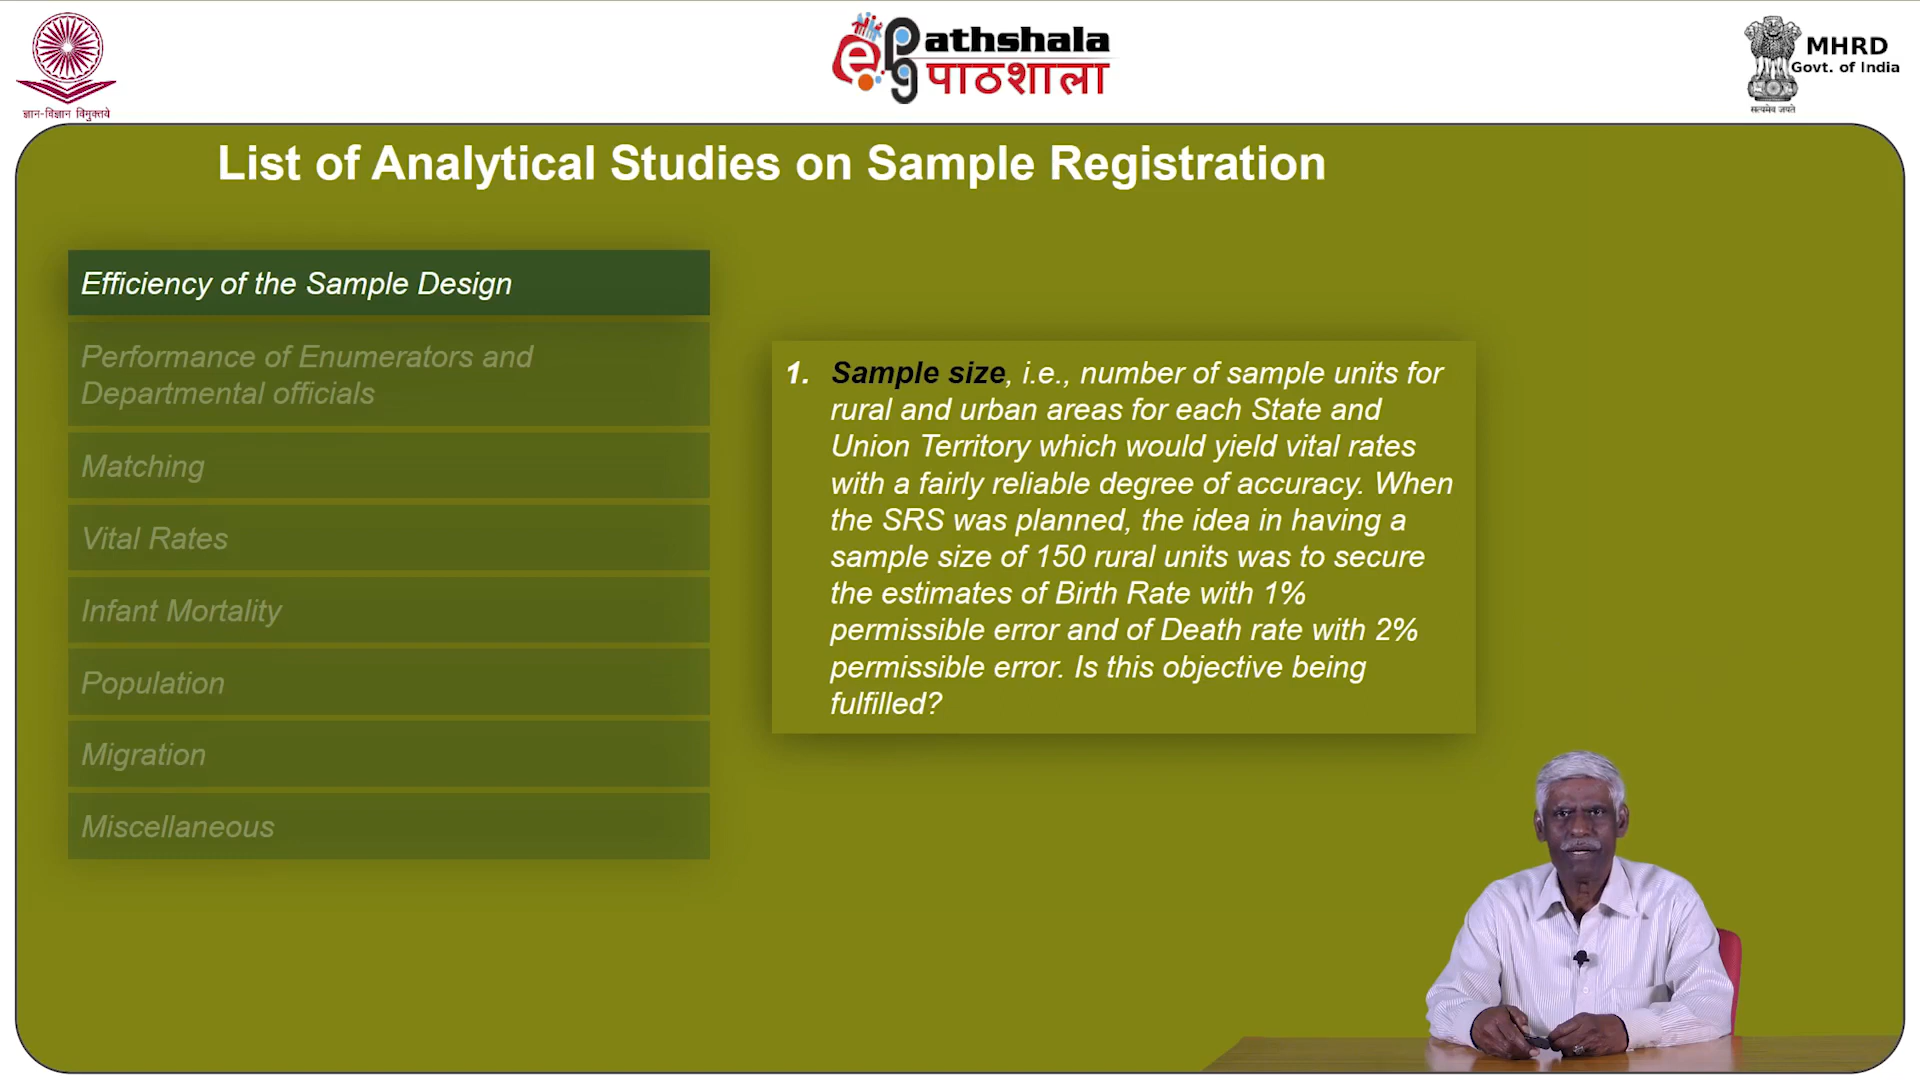 ज्ञान-विज्ञान विमुक्तये
ePG Pathshala
पाठशाला
सत्यमेव जयते
MHRD
Govt. of India
List of Analytical Studies on Sample Registration
Efficiency of the Sample Design
Performance of Enumerators and
Departmental officials
Matching
Vital Rates
Infant Mortality
Population
Migration
Miscellaneous
1. Sample size, i.e., number of sample units for
rural and urban areas for each State and
Union Territory which would yield vital rates
with a fairly reliable degree of accuracy. When
the SRS was planned, the idea in having a
sample size of 150 rural units was to secure
the estimates of Birth Rate with 1%
permissible error and of Death rate with 2%
permissible error. Is this objective being
fulfilled?